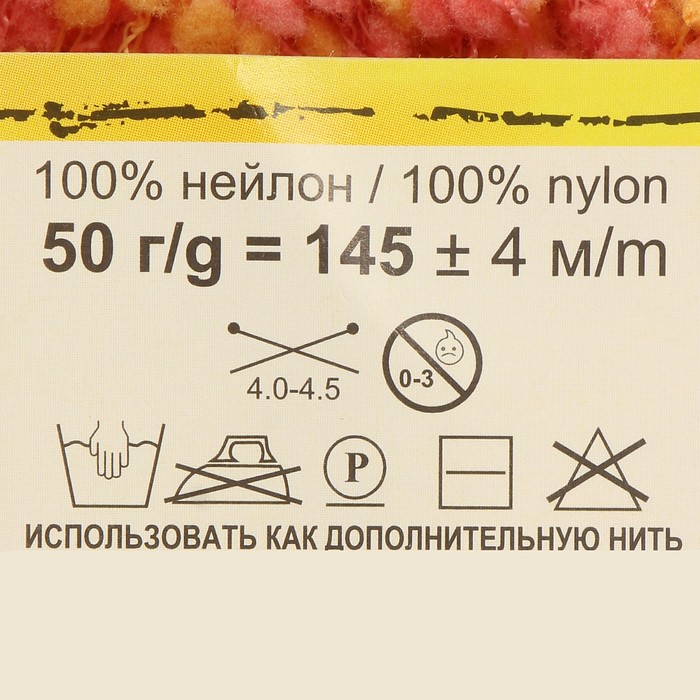 100% нейлон / 100% nylon
50 г/g = 145 ± 4 м/m
4.0-4.5
0-3
P
ИСПОЛЬЗОВАТЬ КАК ДОПОЛНИТЕЛЬНУЮ НИТЬ